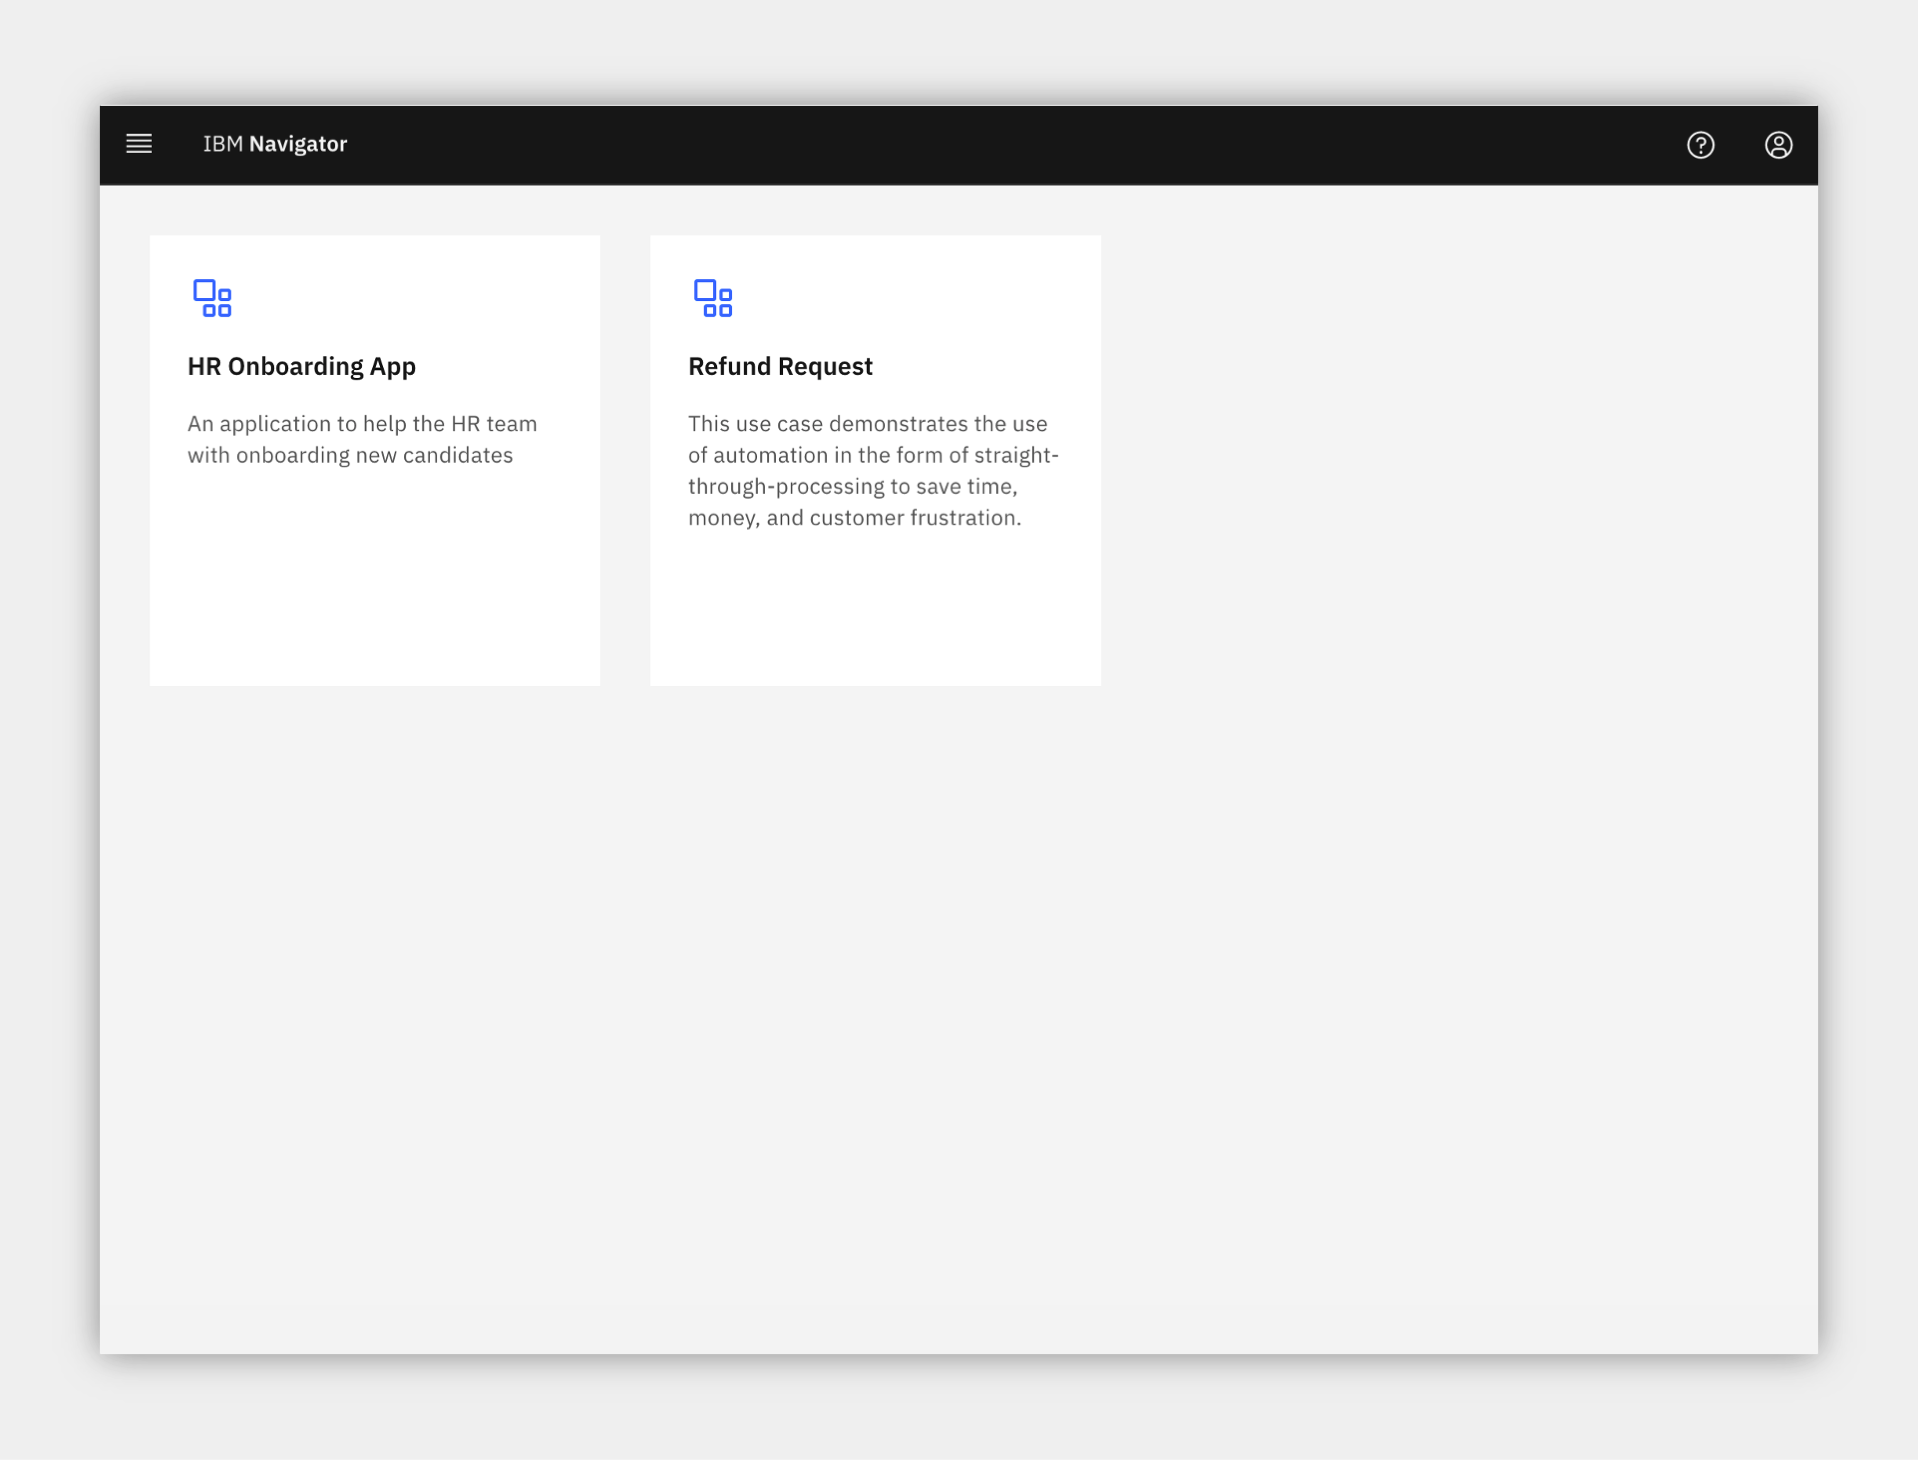 IBM Navigator
HR Onboarding App
An application to help the HR team
with onboarding new candidates
Refund Request
This use case demonstrates the use
of automation in the form of straight-
through-processing to save time,
money, and customer frustration.